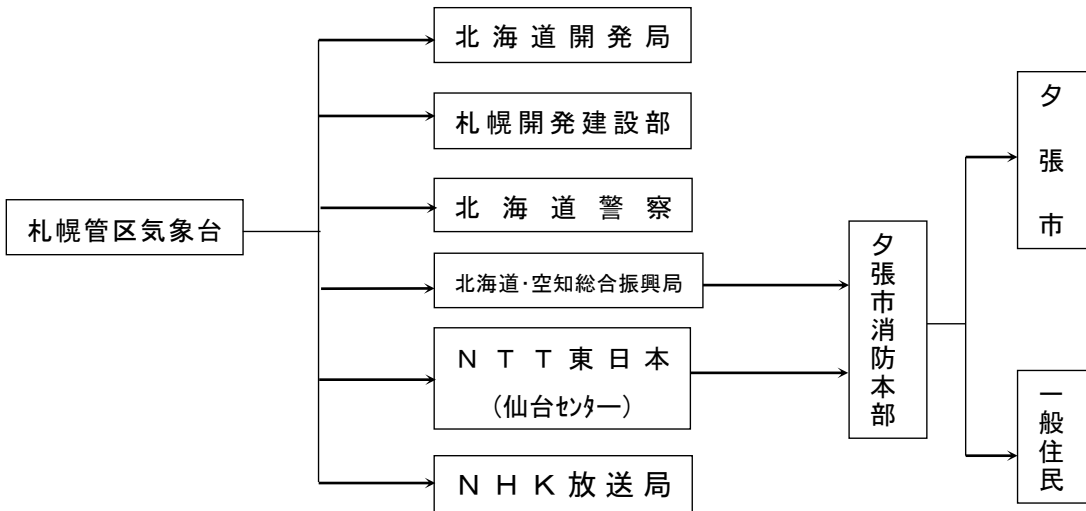 札幌管区気象台
北海道開発局
札幌開発建設部
北海道警察
北海道・空知総合振興局
ＮＴＴ東日本
（仙台ｾﾝﾀｰ）
ＮＨＫ放送局
夕張市消防本部
夕張市
一般住民